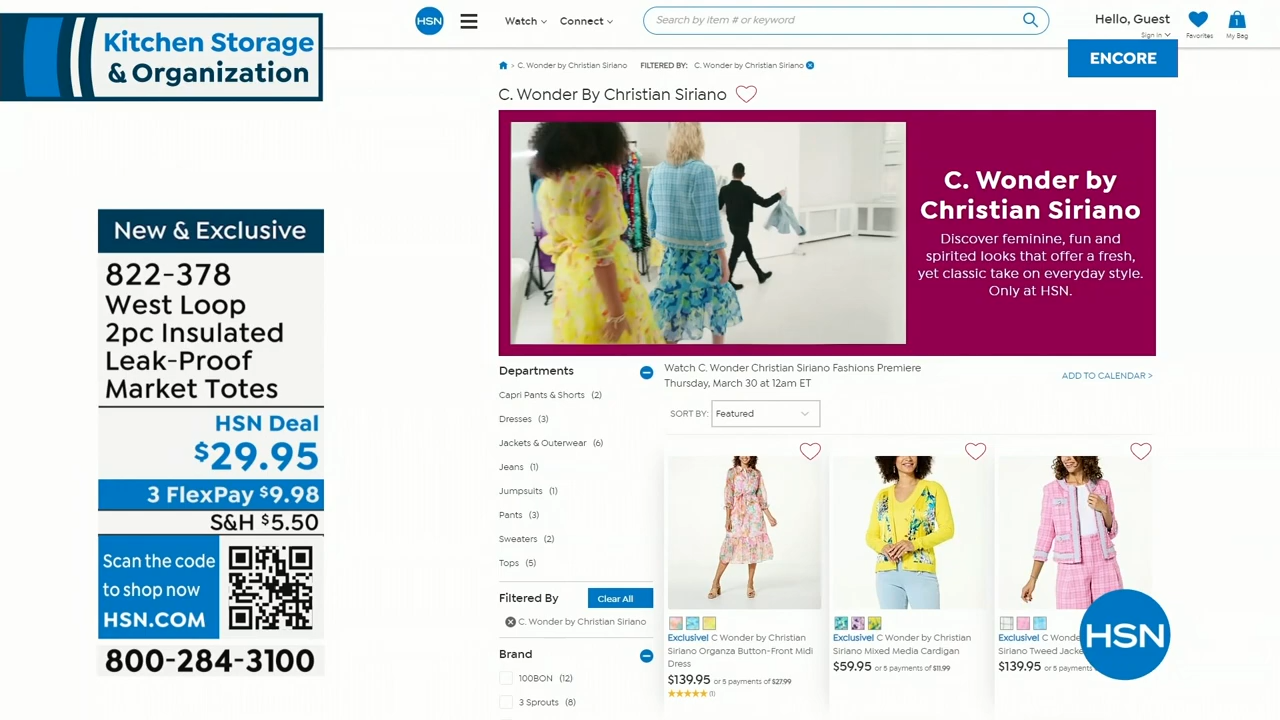 Kitchen Storage
& Organization
New & Exclusive
822-378
West Loop
2pc Insulated
Leak-Proof
Market Totes
HSN Deal
$29.95
3 FlexPay $9.98
S&H $5.50
Scan the code
to shop now
HSN.COM
800-284-3100
HSN
Watch
Connect
Search by item # or keyword
Hello, Guest
Sign in
Favorites
1
My Bag
ENCORE
> C. Wonder by Christian Siriano FILTERED BY: C. Wonder by Christian Siriano
C. Wonder By Christian Siriano
C. Wonder by
Christian Siriano
Discover feminine, fun and
spirited looks that offer a fresh,
yet classic take on everyday style.
Only at HSN.
Departments
Capri Pants & Shorts (2)
Dresses (3)
Jackets & Outerwear (6)
Jeans (1)
Jumpsuits (1)
Pants (3)
Sweaters (2)
Tops (5)
Filtered By
Clear All
C. Wonder by Christian Siriano
Brand
100BON (12)
3 Sprouts (8)
Watch C. Wonder Christian Siriano Fashions Premiere
Thursday, March 30 at 12am ET
ADD TO CALENDAR >
SORT BY: Featured
Exclusive! C Wonder by Christian
Siriano Organza Button-Front Midi
Dress
$139.95 or 5 payments of $27.99
(1)
Exclusive! C Wonder by Christian
Siriano Mixed Media Cardigan
$59.95 or 5 payments of $11.99
Exclusive! C Wonde
Siriano Tweed Jacke
$139.95 or 5 payments
HSN